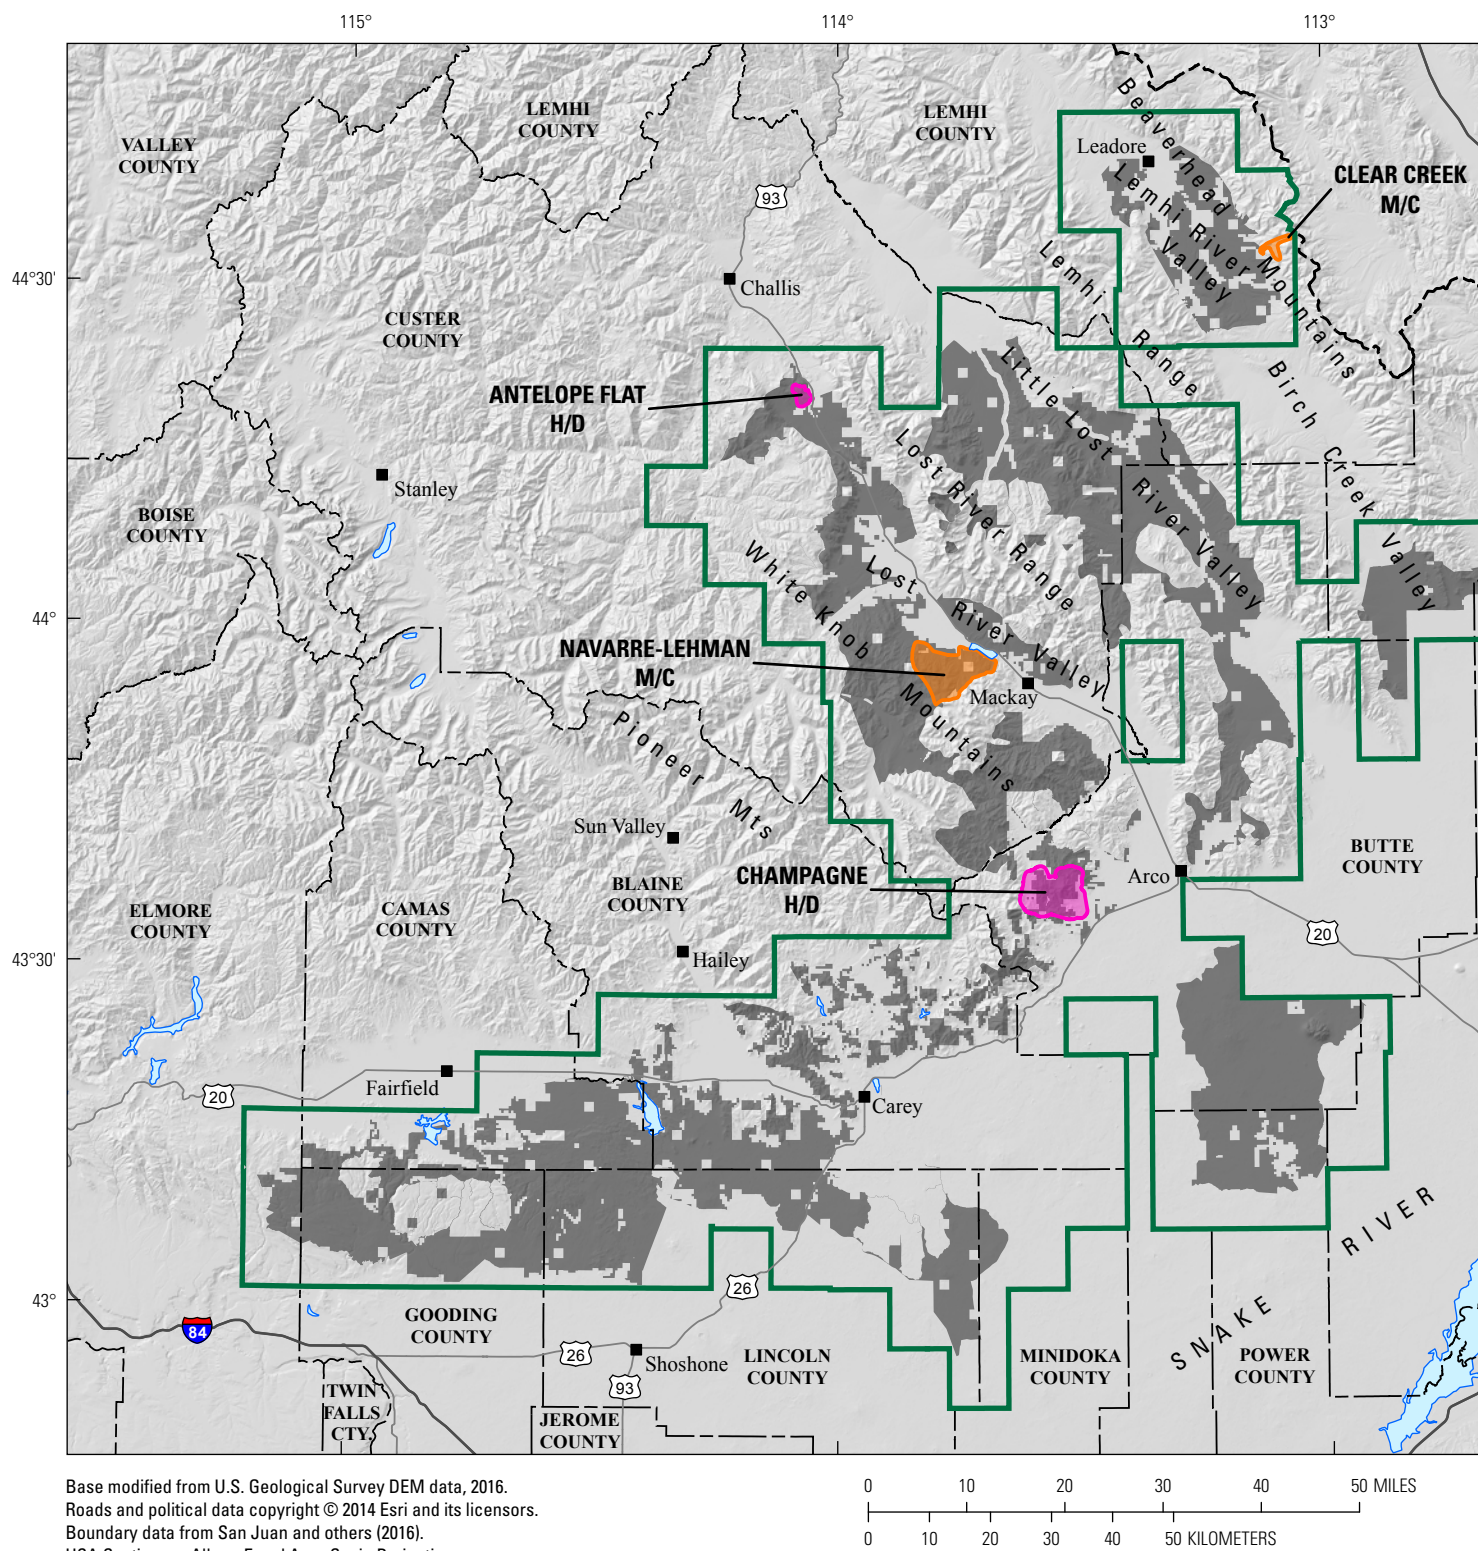 115°
114°
113°
44°30'
44°
43°30'
43°
VALLEY
COUNTY
LEMHI
COUNTY
LEMHI
COUNTY
Beaverhead
Mountains
Leadore
Lemhi River
Valley
CLEAR CREEK
M/C
93
Challis
Lemhi
Range
CUSTER
COUNTY
Birch Creek Valley
ANTELOPE FLAT
H/D
Little Lost
River Valley
Lost River Range
Stanley
BOISE
COUNTY
White Knob
Mountains
Lost
River
Valley
NAVARRE-LEHMAN
M/C
Mackay
Pioneer Mts
Sun Valley
BUTTE
COUNTY
CHAMPAGNE
H/D
Arco
BLAINE
COUNTY
ELMORE
COUNTY
CAMAS
COUNTY
20
Hailey
Fairfield
20
Carey
SNAKE RIVER
26
GOODING
COUNTY
84
26
Shoshone
LINCOLN
COUNTY
MINIDOKA
COUNTY
POWER
COUNTY
93
TWIN
FALLS
CTY.
JEROME
COUNTY
Base modified from U.S. Geological Survey DEM data, 2016.
Roads and political data copyright © 2014 Esri and its licensors.
Boundary data from San Juan and others (2016).
0 10 20 30 40 50 MILES
0 10 20 30 40 50 KILOMETERS